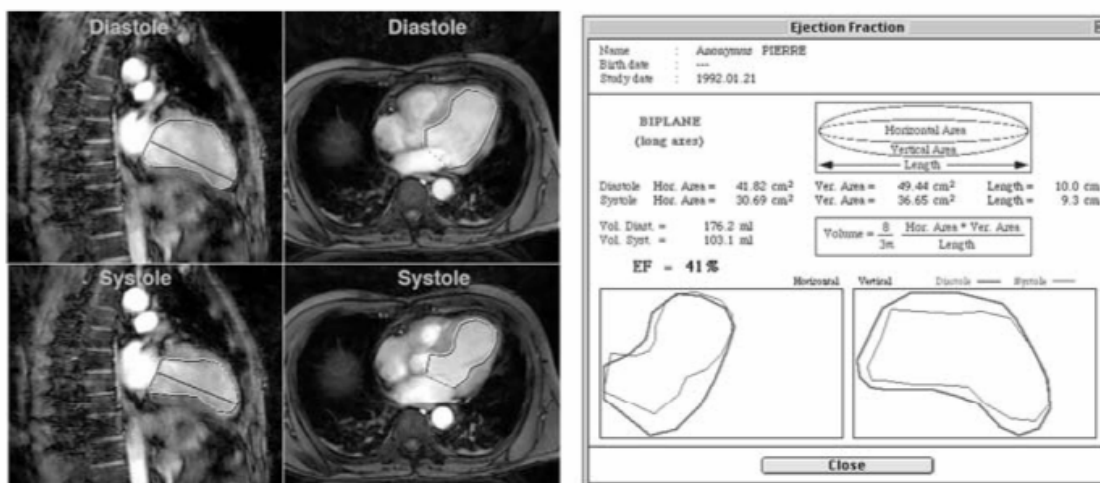 Diastole
Diastole
Systole
Systole
Ejection Fraction
Name : Anonymus PIERRE
Birth date : ---
Study date : 1992.01.21
BIPLANE
(long axes)
Horizontal Area
Vertical Area
Length
Diastole Hor. Area = 41.82 cm² Ver. Area = 49.44 cm² Length = 10.0 cm
Systole Hor. Area = 30.69 cm² Ver. Area = 36.65 cm² Length = 9.3 cm
Vol. Diast. = 176.2 ml
Vol. Syst. = 103.1 ml
Volume = 8 / 3π Hor. Area * Ver. Area / Length
EF = 41%
Horizontal Vertical Diastole Systole
Close